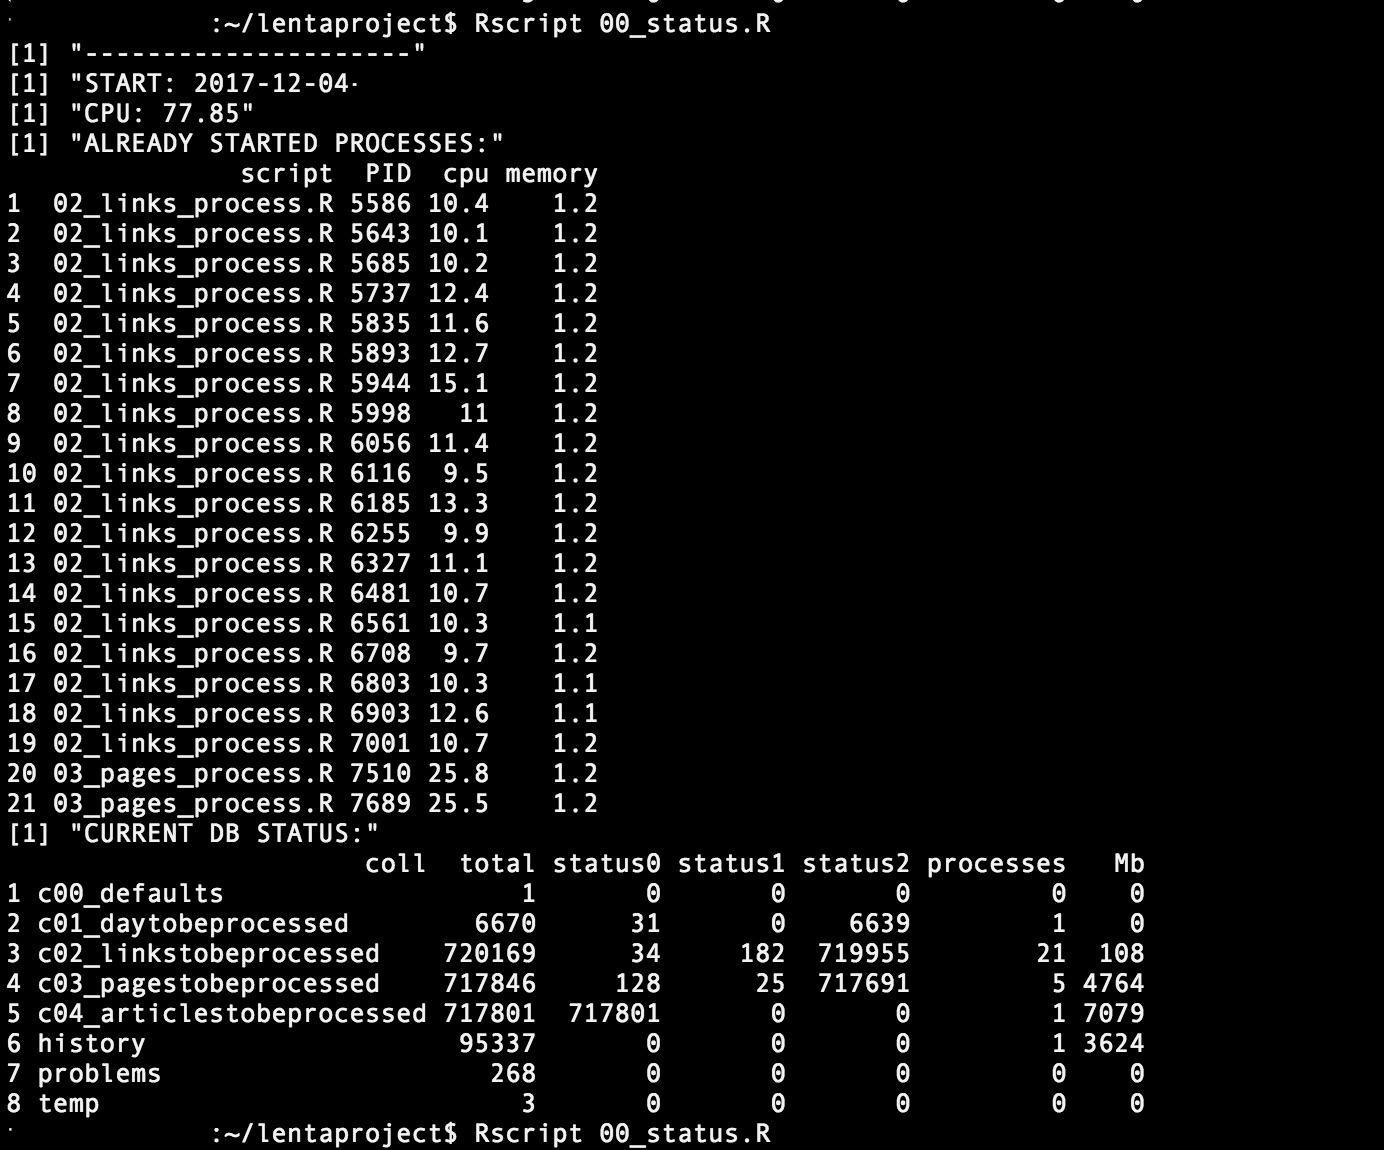 :~/lentaproject$ Rscript 00_status.R
[1] "---------------------"
[1] "START: 2017-12-04
[1] "CPU: 77.85"
[1] "ALREADY STARTED PROCESSES:"
script PID cpu memory
1 02_links_process.R 5586 10.4 1.2
2 02_links_process.R 5643 10.1 1.2
3 02_links_process.R 5685 10.2 1.2
4 02_links_process.R 5737 12.4 1.2
5 02_links_process.R 5835 11.6 1.2
6 02_links_process.R 5893 12.7 1.2
7 02_links_process.R 5944 15.1 1.2
8 02_links_process.R 5998 11 1.2
9 02_links_process.R 6056 11.4 1.2
10 02_links_process.R 6116 9.5 1.2
11 02_links_process.R 6185 13.3 1.2
12 02_links_process.R 6255 9.9 1.2
13 02_links_process.R 6327 11.1 1.2
14 02_links_process.R 6481 10.7 1.2
15 02_links_process.R 6561 10.3 1.1
16 02_links_process.R 6708 9.7 1.2
17 02_links_process.R 6803 10.3 1.1
18 02_links_process.R 6903 12.6 1.1
19 02_links_process.R 7001 10.7 1.2
20 03_pages_process.R 7510 25.8 1.2
21 03_pages_process.R 7689 25.5 1.2
[1] "CURRENT DB STATUS:"
coll total status0 status1 status2 processes Mb
1 c00_defaults 1 0 0 0 0 0
2 c01_daytobeprocessed 6670 31 0 6639 1 0
3 c02_linkstobeprocessed 720169 34 182 719955 21 108
4 c03_pagestobeprocessed 717846 128 25 717691 5 4764
5 c04_articlestobeprocessed 717801 717801 0 0 1 7079
6 history 95337 0 0 0 1 3624
7 problems 268 0 0 0 0 0
8 temp 3 0 0 0 0 0
:~/lentaproject$ Rscript 00_status.R